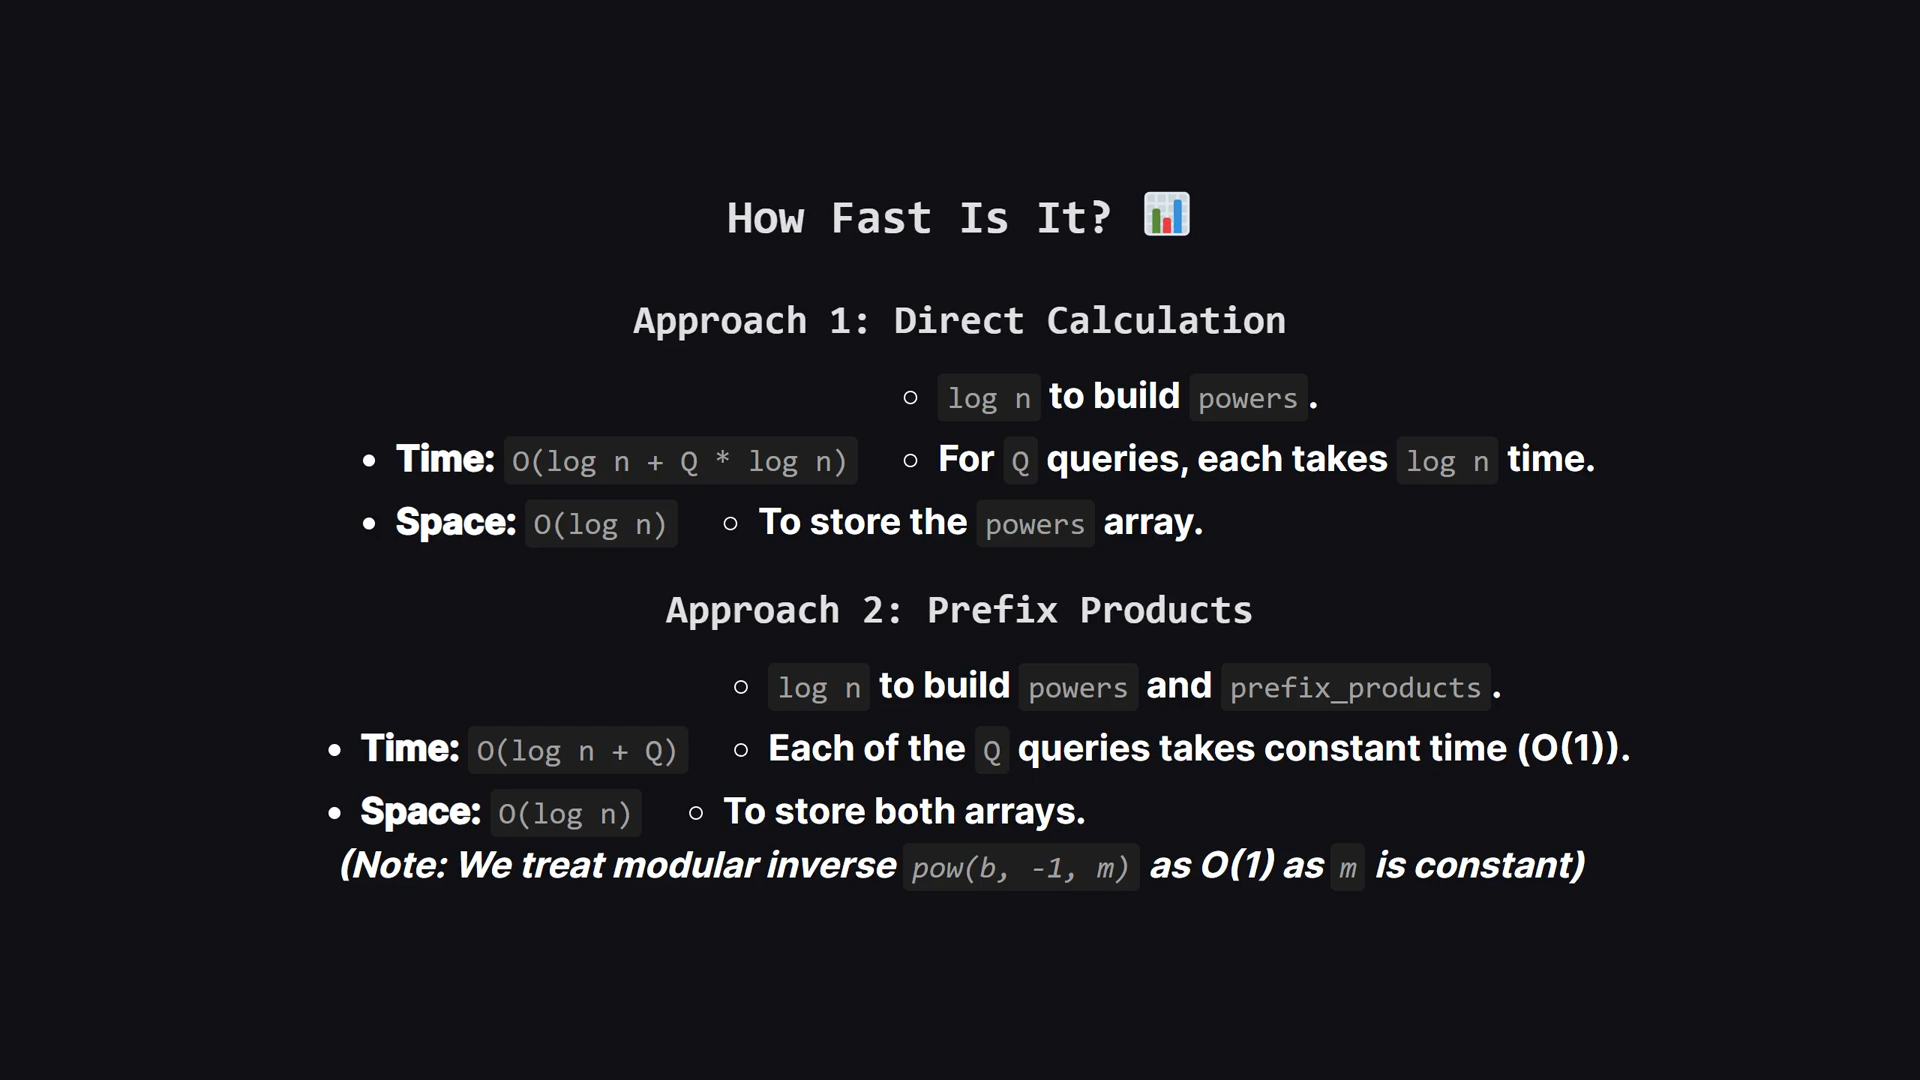 How Fast Is It? 📊
Approach 1: Direct Calculation
log n to build powers.
Time: O(log n + Q * log n)
For Q queries, each takes log n time.
Space: O(log n)
To store the powers array.
Approach 2: Prefix Products
log n to build powers and prefix_products.
Time: O(log n + Q)
Each of the Q queries takes constant time (O(1)).
Space: O(log n)
To store both arrays.
(Note: We treat modular inverse pow(b, -1, m) as O(1) as m is constant)